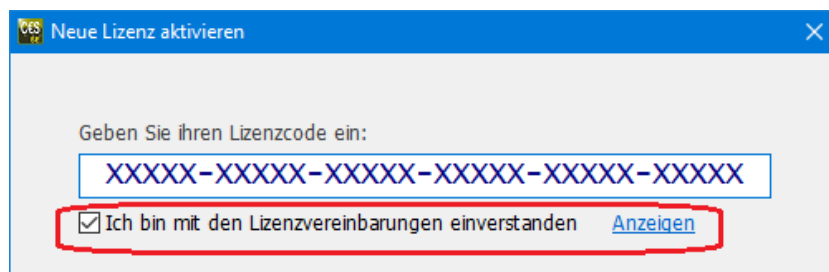 Neue Lizenz aktivieren
Geben Sie ihren Lizenzcode ein:
XXXXX-XXXXX-XXXXX-XXXXX-XXXXX-XXXXX
Ich bin mit den Lizenzvereinbarungen einverstanden Anzeigen